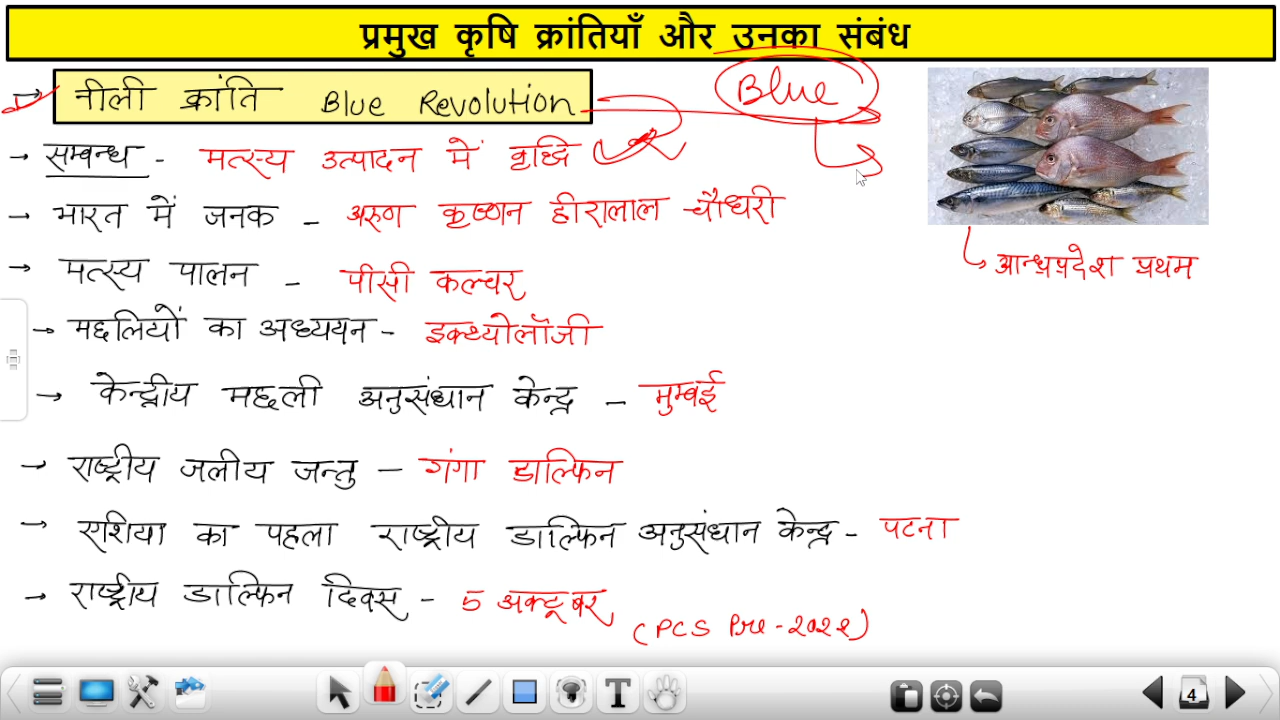 प्रमुख कृषि क्रांतियाँ और उनका संबंध
→ नीली क्रांति Blue Revolution
Blue
→ सम्बन्ध - मत्स्य उत्पादन में वृद्धि
→ भारत में जनक - अरुण कृष्णन हीरालाल चौधरी
→ मत्स्य पालन - पीसी कल्चर
→ आन्ध्रप्रदेश प्रथम
→ मछलियों का अध्ययन - इक्थ्योलॉजी
→ केन्द्रीय मछली अनुसंधान केन्द्र - मुम्बई
→ राष्ट्रीय जलीय जन्तु - गंगा डाल्फिन
→ एशिया का पहला राष्ट्रीय डाल्फिन अनुसंधान केन्द्र - पटना
→ राष्ट्रीय डाल्फिन दिवस - 5 अक्टूबर
(PCS Pre-2022)
4